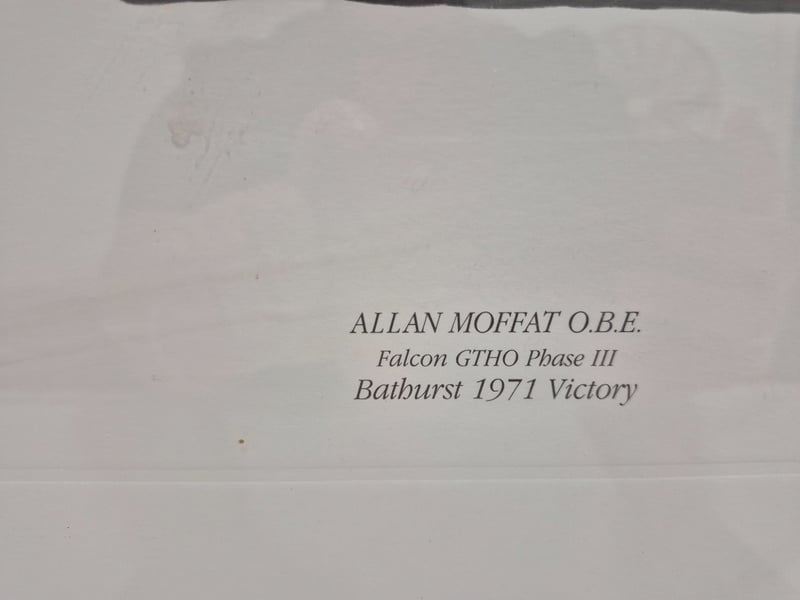 ALLAN MOFFAT O.B.E.
Falcon GTHO Phase III
Bathurst 1971 Victory